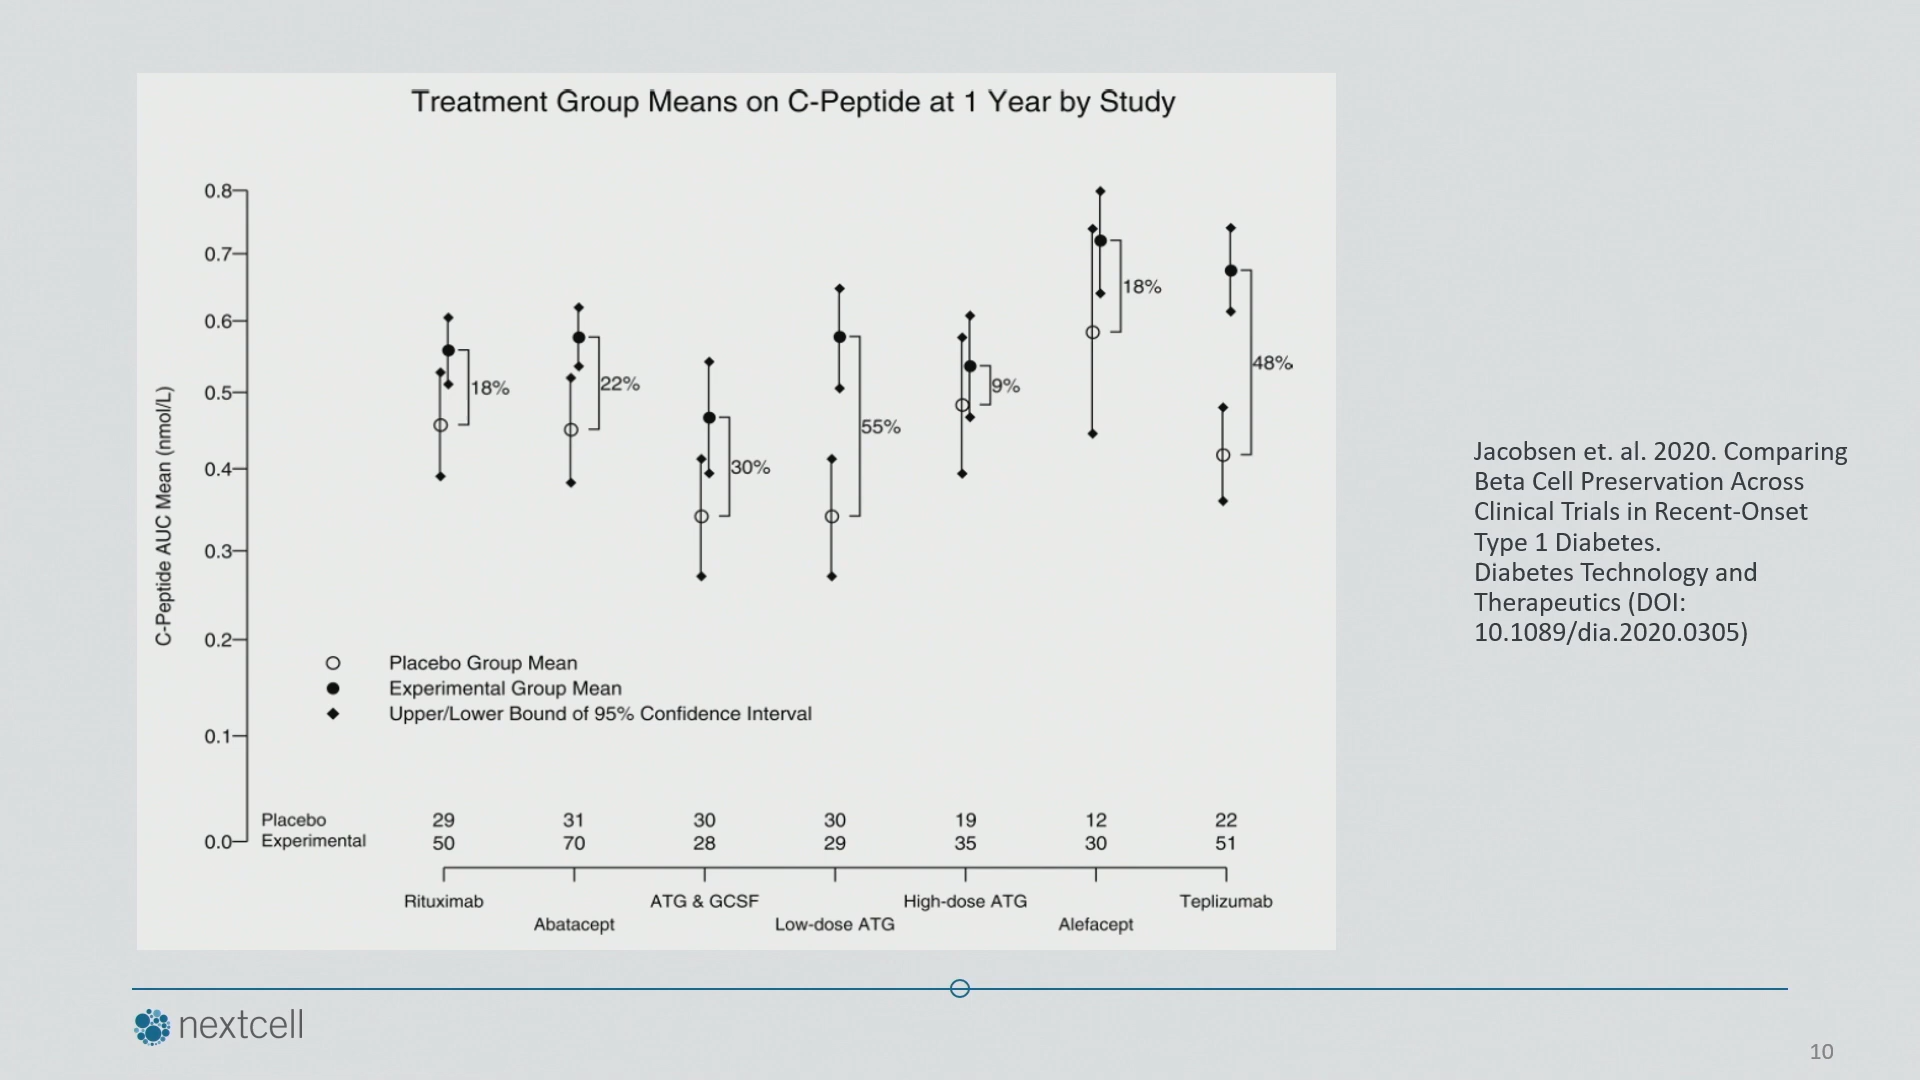 Treatment Group Means on C-Peptide at 1 Year by Study
C-Peptide AUC Mean (nmol/L)
0.8
0.7
0.6
0.5
0.4
0.3
0.2
0.1
0.0
18%
22%
30%
55%
9%
18%
48%
Placebo Group Mean
Experimental Group Mean
Upper/Lower Bound of 95% Confidence Interval
Placebo 29 31 30 30 19 12 22
Experimental 50 70 28 29 35 30 51
Rituximab ATG & GCSF High-dose ATG Teplizumab
Abatacept Low-dose ATG Alefacept
Jacobsen et. al. 2020. Comparing
Beta Cell Preservation Across
Clinical Trials in Recent-Onset
Type 1 Diabetes.
Diabetes Technology and
Therapeutics (DOI:
10.1089/dia.2020.0305)
nextcell
10